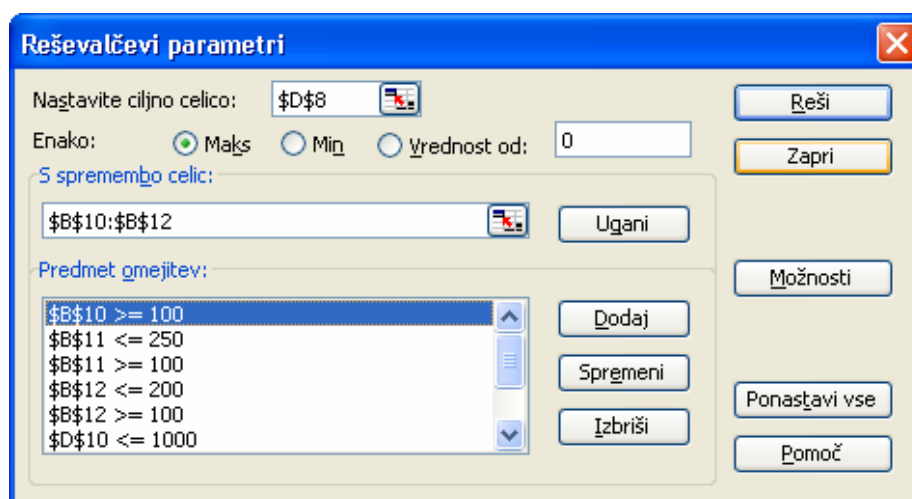 Reševalčevi parametri
Nastavite ciljno celico: $D$8
Reši
Enako: Maks Min Vrednost od: 0
Zapri
S spremembo celic:
$B$10:$B$12
Ugani
Predmet omejitev:
Možnosti
$B$10 >= 100
$B$11 <= 250
$B$11 >= 100
$B$12 <= 200
$B$12 >= 100
$D$10 <= 1000
Dodaj
Spremeni
Izbriši
Ponastavi vse
Pomoč